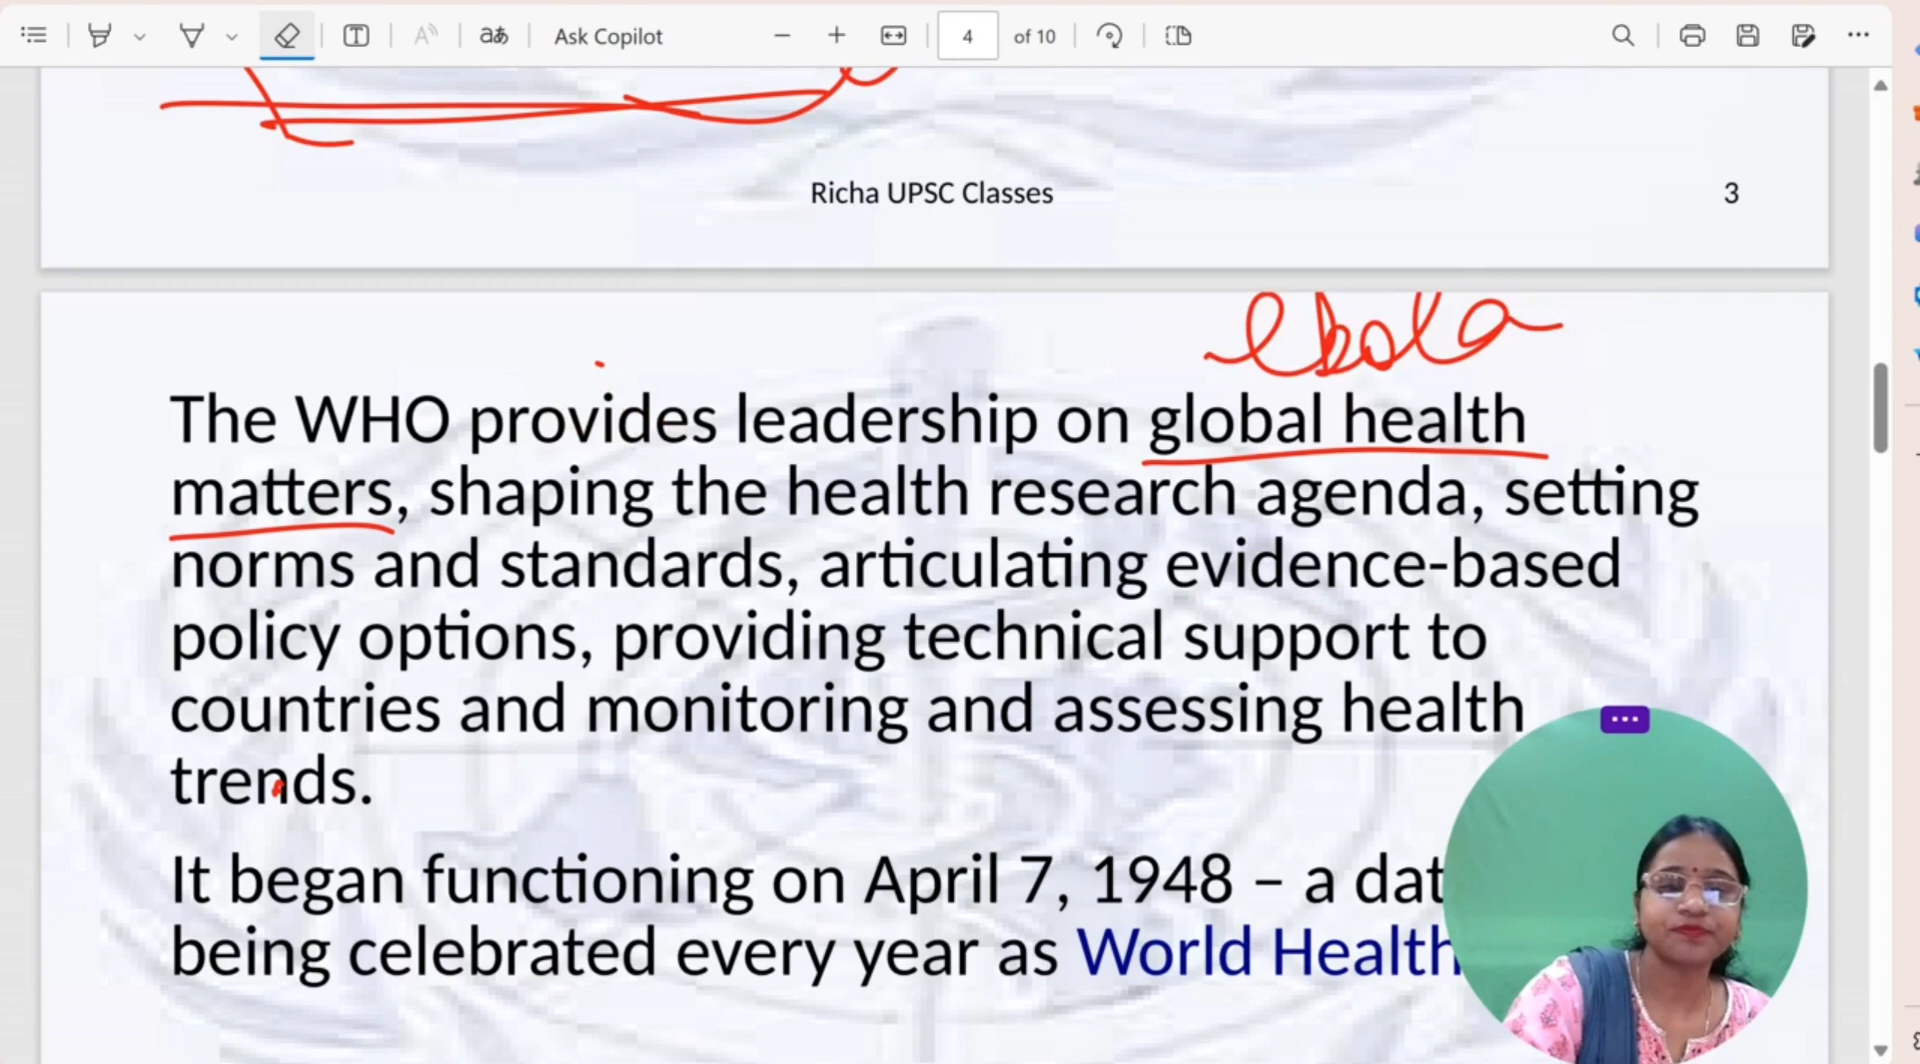 Ask Copilot
4 of 10
Richa UPSC Classes
3
ebola
The WHO provides leadership on global health
matters, shaping the health research agenda, setting
norms and standards, articulating evidence-based
policy options, providing technical support to
countries and monitoring and assessing health
trends.
It began functioning on April 7, 1948 – a dat
being celebrated every year as World Health